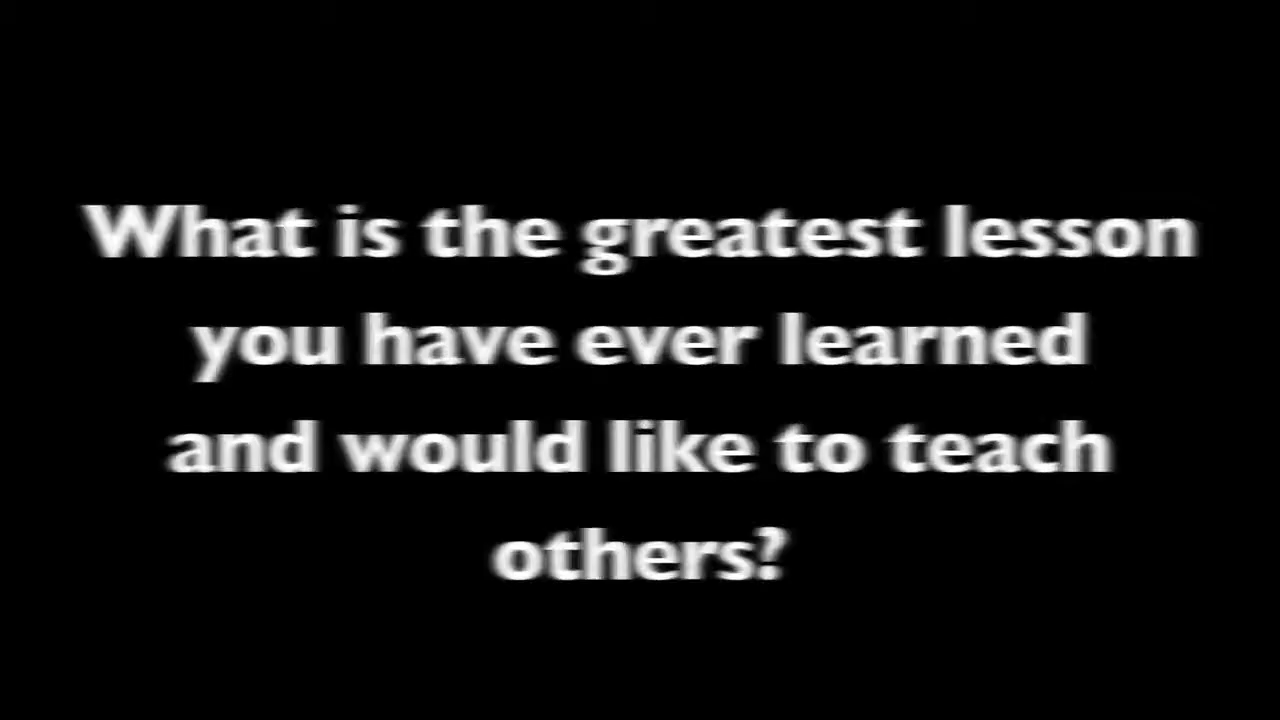 What is the greatest lesson
you have ever learned
and would like to teach
others?